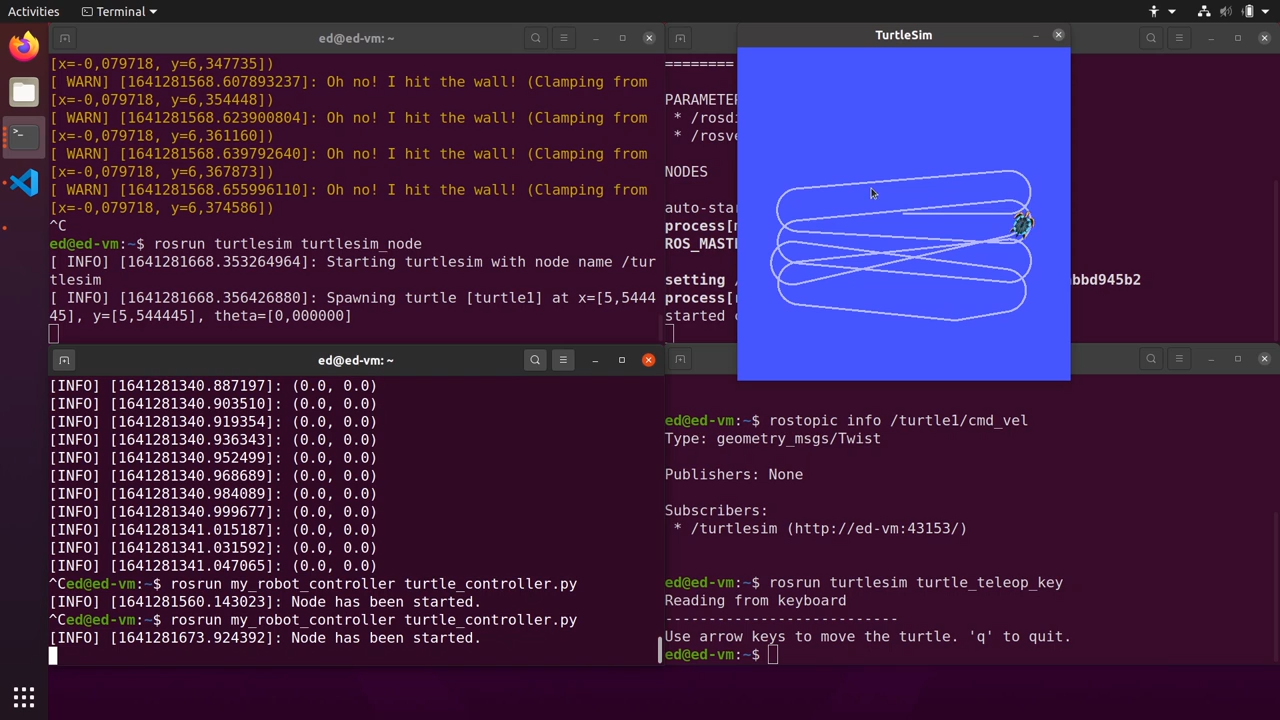 Activities
Terminal
ed@ed-vm: ~
[x=-0,079718, y=6,347735])
[ WARN] [1641281568.607893237]: Oh no! I hit the wall! (Clamping from
[x=-0,079718, y=6,354448])
[ WARN] [1641281568.623900804]: Oh no! I hit the wall! (Clamping from
[x=-0,079718, y=6,361160])
[ WARN] [1641281568.639792640]: Oh no! I hit the wall! (Clamping from
[x=-0,079718, y=6,367873])
[ WARN] [1641281568.655996110]: Oh no! I hit the wall! (Clamping from
[x=-0,079718, y=6,374586])
^C
ed@ed-vm:~$ rosrun turtlesim turtlesim_node
[ INFO] [1641281668.353264964]: Starting turtlesim with node name /tur
tlesim
[ INFO] [1641281668.356426880]: Spawning turtle [turtle1] at x=[5,5444
45], y=[5,544445], theta=[0,000000]
========
PARAMETER
* /rosdi
* /rosve
NODES
auto-star
process[m
ROS_MAST
setting /
bbd945b2
process[r
started c
TurtleSim
ed@ed-vm: ~
[INFO] [1641281340.887197]: (0.0, 0.0)
[INFO] [1641281340.903510]: (0.0, 0.0)
[INFO] [1641281340.919354]: (0.0, 0.0)
[INFO] [1641281340.936343]: (0.0, 0.0)
[INFO] [1641281340.952499]: (0.0, 0.0)
[INFO] [1641281340.968689]: (0.0, 0.0)
[INFO] [1641281340.984089]: (0.0, 0.0)
[INFO] [1641281340.999677]: (0.0, 0.0)
[INFO] [1641281341.015187]: (0.0, 0.0)
[INFO] [1641281341.031592]: (0.0, 0.0)
[INFO] [1641281341.047065]: (0.0, 0.0)
^Ced@ed-vm:~$ rosrun my_robot_controller turtle_controller.py
[INFO] [1641281560.143023]: Node has been started.
^Ced@ed-vm:~$ rosrun my_robot_controller turtle_controller.py
[INFO] [1641281673.924392]: Node has been started.
ed@ed-vm:~$ rostopic info /turtle1/cmd_vel
Type: geometry_msgs/Twist
Publishers: None
Subscribers:
* /turtlesim (http://ed-vm:43153/)
ed@ed-vm:~$ rosrun turtlesim turtle_teleop_key
Reading from keyboard
---------------------------
Use arrow keys to move the turtle. 'q' to quit.
ed@ed-vm:~$